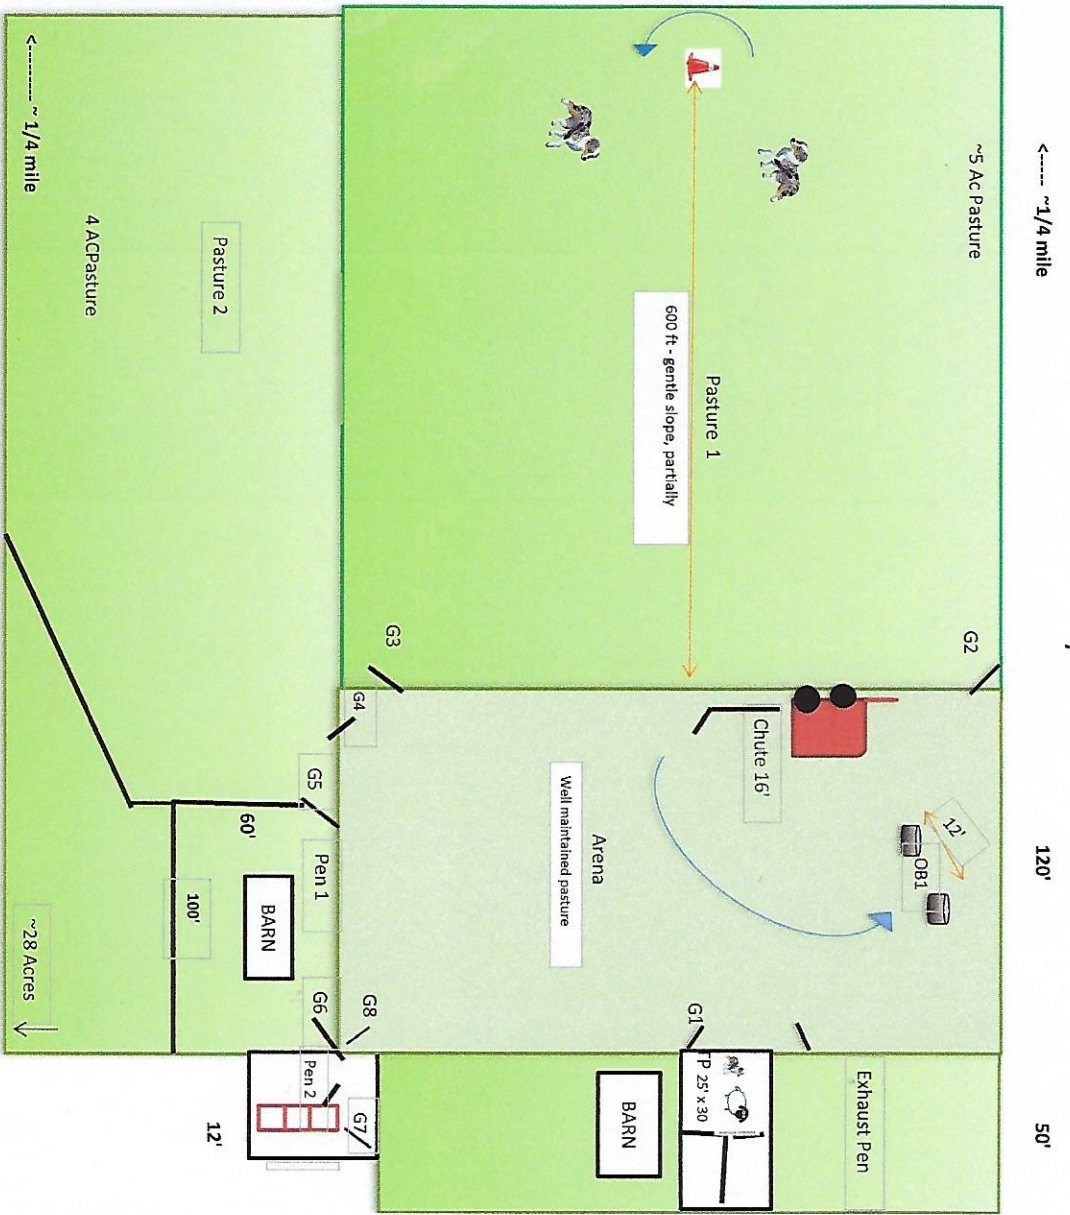 <----- ~1/4 mile
120'
50'
~5 Ac Pasture
G2
12'
OB1
Exhaust Pen
Chute 16'
Pasture 1
600 ft - gentle slope, partially
G1
TP 25' x 30
BARN
Arena
Well maintained pasture
G3
G4
G8
G7
G5
Pen 1
G6
Pen 2
BARN
60'
12'
Pasture 2
100'
4 ACPasture
<--------- ~ 1/4 mile
~28 Acres